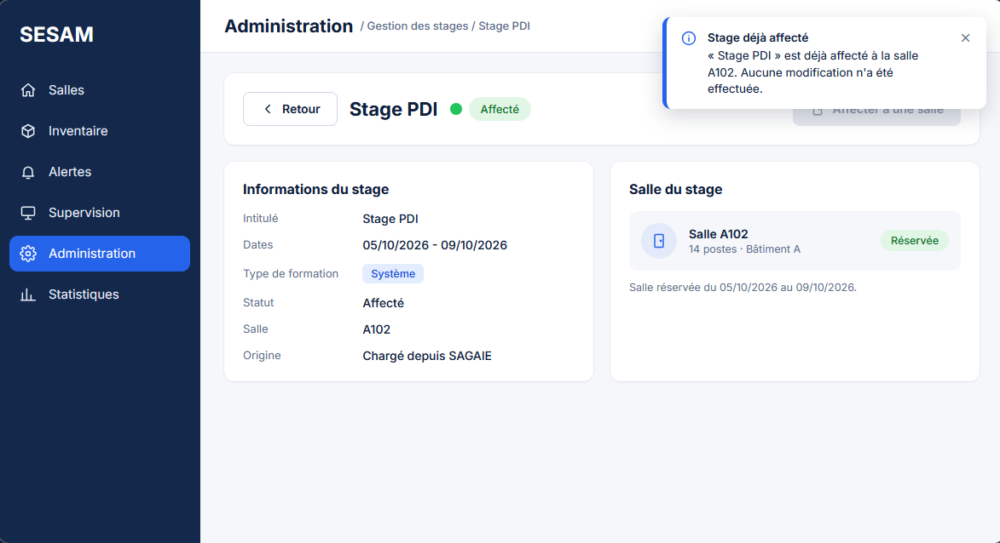 SESAM
Salles
Inventaire
Alertes
Supervision
Administration
Statistiques
Administration / Gestion des stages / Stage PDI
Stage déjà affecté
« Stage PDI » est déjà affecté à la salle
A102. Aucune modification n'a été
effectuée.
Retour
Stage PDI
Affecté
Affecter à une salle
Informations du stage
Intitulé Stage PDI
Dates 05/10/2026 - 09/10/2026
Type de formation Système
Statut Affecté
Salle A102
Origine Chargé depuis SAGAIE
Salle du stage
Salle A102
14 postes · Bâtiment A
Réservée
Salle réservée du 05/10/2026 au 09/10/2026.